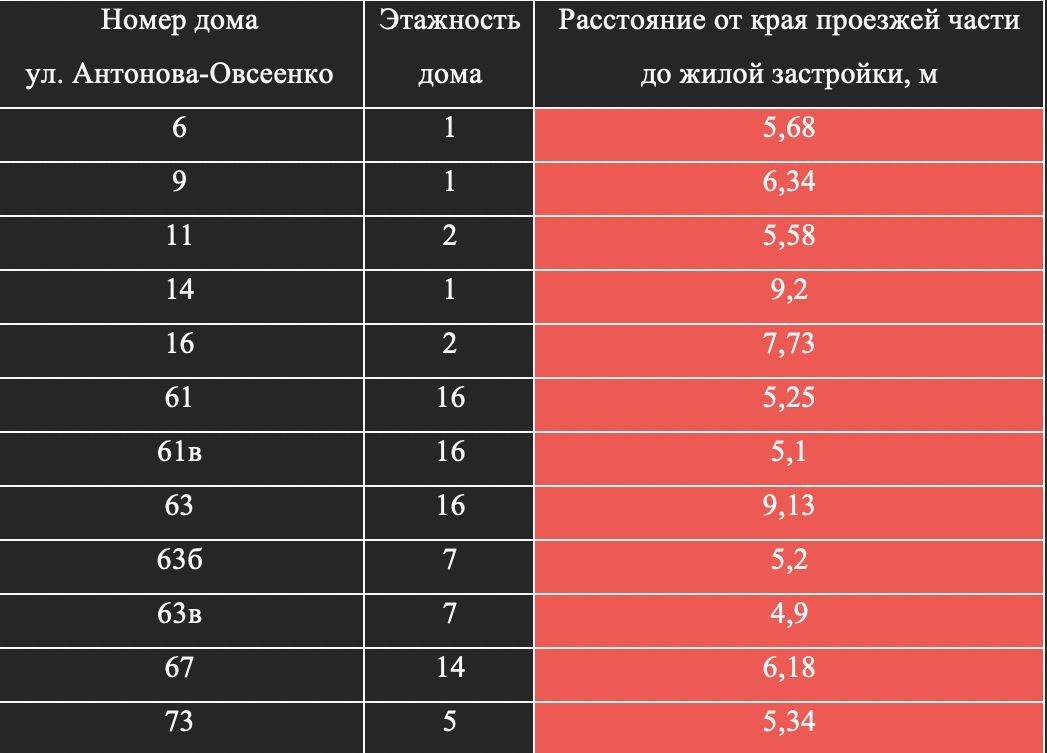 Номер дома Этажность Расстояние от края проезжей части
ул. Антонова-Овсеенко дома до жилой застройки, м
6 1 5,68
9 1 6,34
11 2 5,58
14 1 9,2
16 2 7,73
61 16 5,25
61в 16 5,1
63 16 9,13
63б 7 5,2
63в 7 4,9
67 14 6,18
73 5 5,34